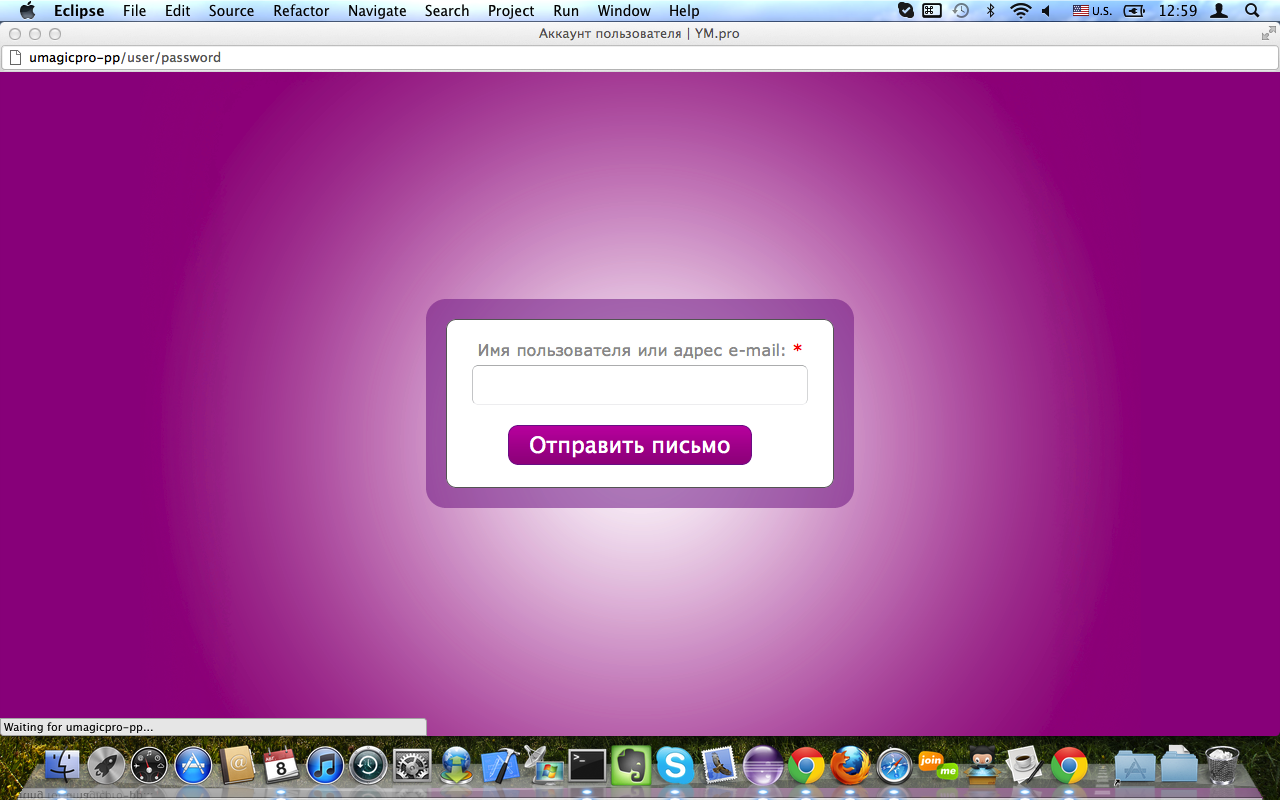 Eclipse File Edit Source Refactor Navigate Search Project Run Window Help U.S. 12:59
Аккаунт пользователя | YM.pro
umagicpro-pp/user/password
Имя пользователя или адрес e-mail: *
Отправить письмо
Waiting for umagicpro-pp...
8
join
me